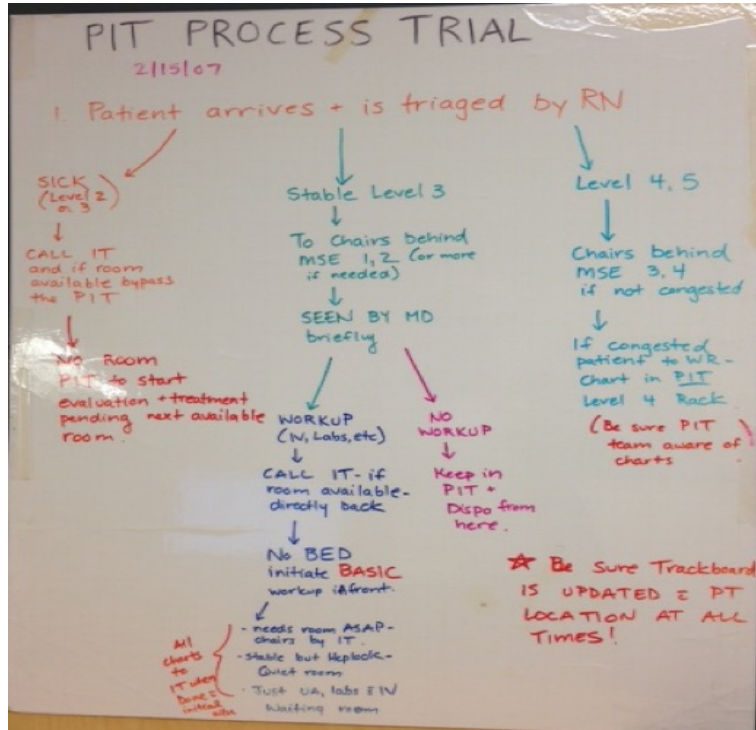 PIT PROCESS TRIAL
2/15/07
1. Patient arrives + is triaged by RN
SICK
(Level 2
or 3)
CALL IT
and if room
available bypass
the PIT
NO ROOM
PIT to start
evaluation + treatment
pending next available
room.
Stable Level 3
To Chairs behind
MSE 1,2 (or more
if needed)
SEEN BY MD
briefly
WORKUP
(IV, Labs, etc)
CALL IT - if
room available-
directly back
No BED
initiate BASIC
workup in front.
- needs room ASAP-
chairs by IT.
- Stable but Heplock-
Quiet room
- Just UA, labs IV
Waiting room
All
charts
to
IT when
Done
initial
NO
WORKUP
Keep in
PIT +
Dispo from
here.
Level 4, 5
Chairs behind
MSE 3,4
if not congested
If congested
patient to WR-
Chart in PIT
Level 4 Rack
(Be sure PIT
team aware of
charts)
☆ Be Sure Trackboard
IS UPDATED PT
LOCATION AT ALL
TIMES!